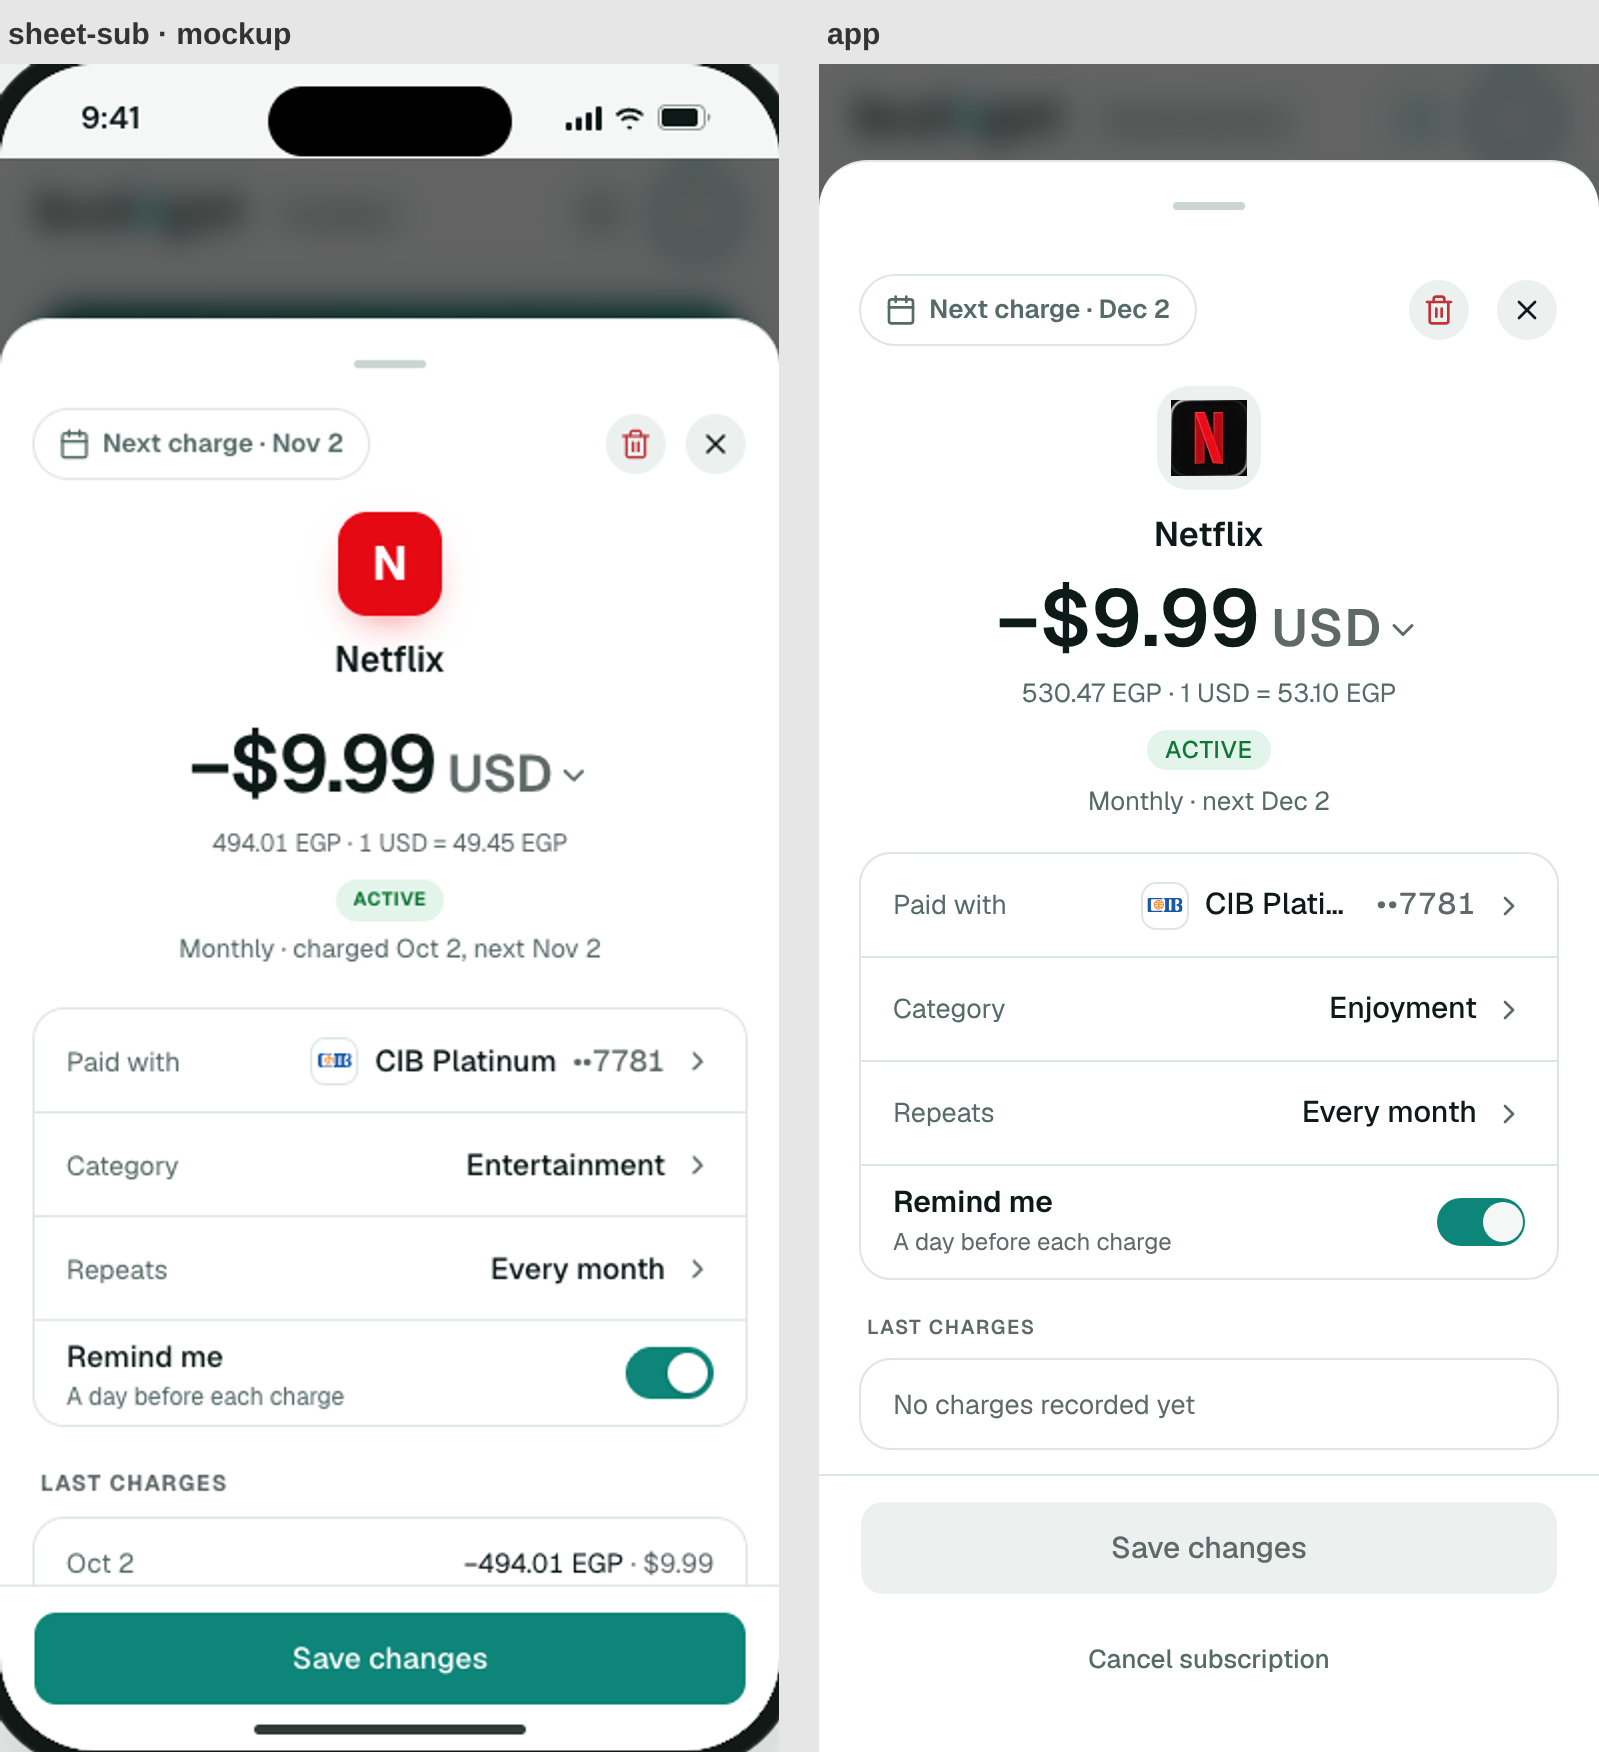 sheet-sub · mockup
9:41
Next charge · Nov 2
N
Netflix
−$9.99 USD
494.01 EGP · 1 USD = 49.45 EGP
ACTIVE
Monthly · charged Oct 2, next Nov 2
Paid with CIB CIB Platinum ••7781
Category Entertainment
Repeats Every month
Remind me
A day before each charge
LAST CHARGES
Oct 2 −494.01 EGP · $9.99
Save changes
app
Next charge · Dec 2
N
Netflix
−$9.99 USD
530.47 EGP · 1 USD = 53.10 EGP
ACTIVE
Monthly · next Dec 2
Paid with CIB CIB Plati... ••7781
Category Enjoyment
Repeats Every month
Remind me
A day before each charge
LAST CHARGES
No charges recorded yet
Save changes
Cancel subscription